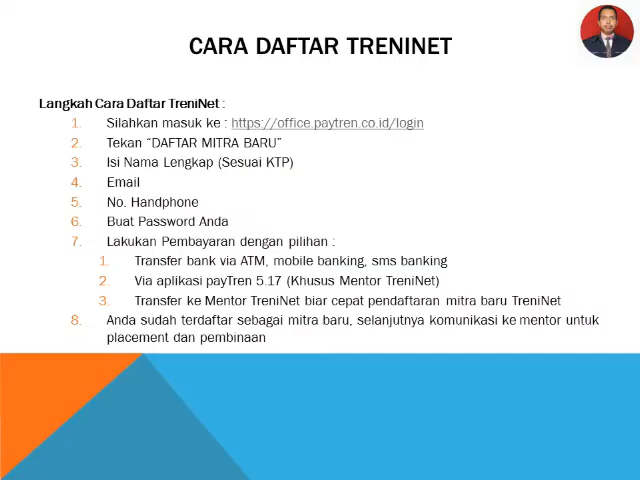 CARA DAFTAR TRENINET
Langkah Cara Daftar TreniNet :
1. Silahkan masuk ke : https://office.paytren.co.id/login
2. Tekan “DAFTAR MITRA BARU”
3. Isi Nama Lengkap (Sesuai KTP)
4. Email
5. No. Handphone
6. Buat Password Anda
7. Lakukan Pembayaran dengan pilihan :
1. Transfer bank via ATM, mobile banking, sms banking
2. Via aplikasi payTren 5.17 (Khusus Mentor TreniNet)
3. Transfer ke Mentor TreniNet biar cepat pendaftaran mitra baru TreniNet
8. Anda sudah terdaftar sebagai mitra baru, selanjutnya komunikasi ke mentor untuk
placement dan pembinaan